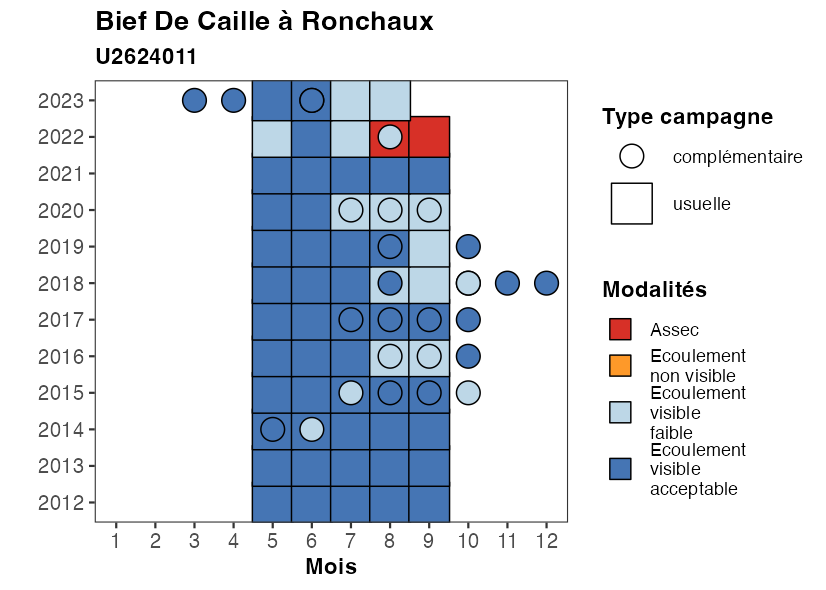 Bief De Caille à Ronchaux
U2624011
2023
2022
2021
2020
2019
2018
2017
2016
2015
2014
2013
2012
1 2 3 4 5 6 7 8 9 10 11 12
Mois
Type campagne
complémentaire
usuelle
Modalités
Assec
Ecoulement
non visible
Ecoulement
visible
faible
Ecoulement
visible
acceptable